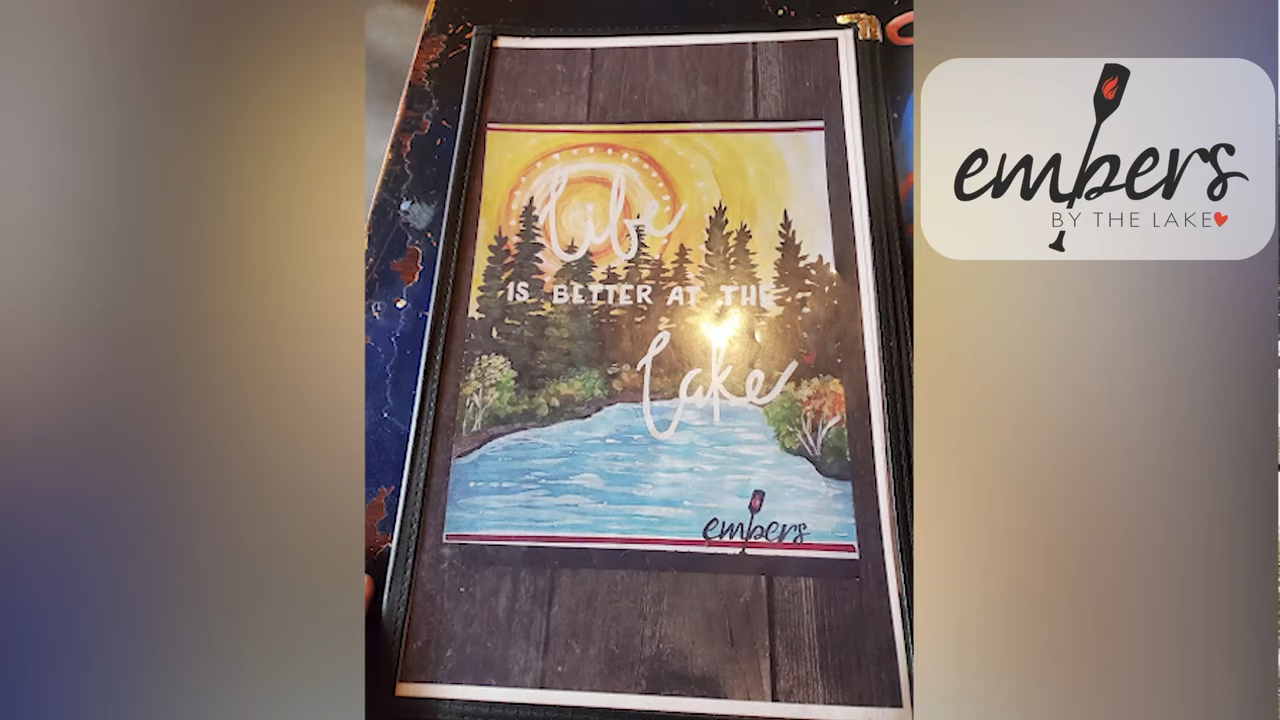 Life
IS BETTER AT THE
Lake
embers
embers
BY THE LAKE